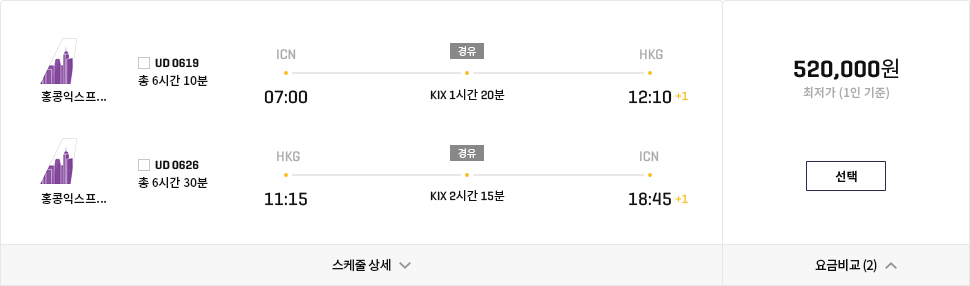 홍콩익스프...
UD 0619
총 6시간 10분
ICN
경유
HKG
07:00
KIX 1시간 20분
12:10 +1
홍콩익스프...
UD 0626
총 6시간 30분
HKG
경유
ICN
11:15
KIX 2시간 15분
18:45 +1
520,000원
최저가 (1인 기준)
선택
스케줄 상세
요금비교 (2)